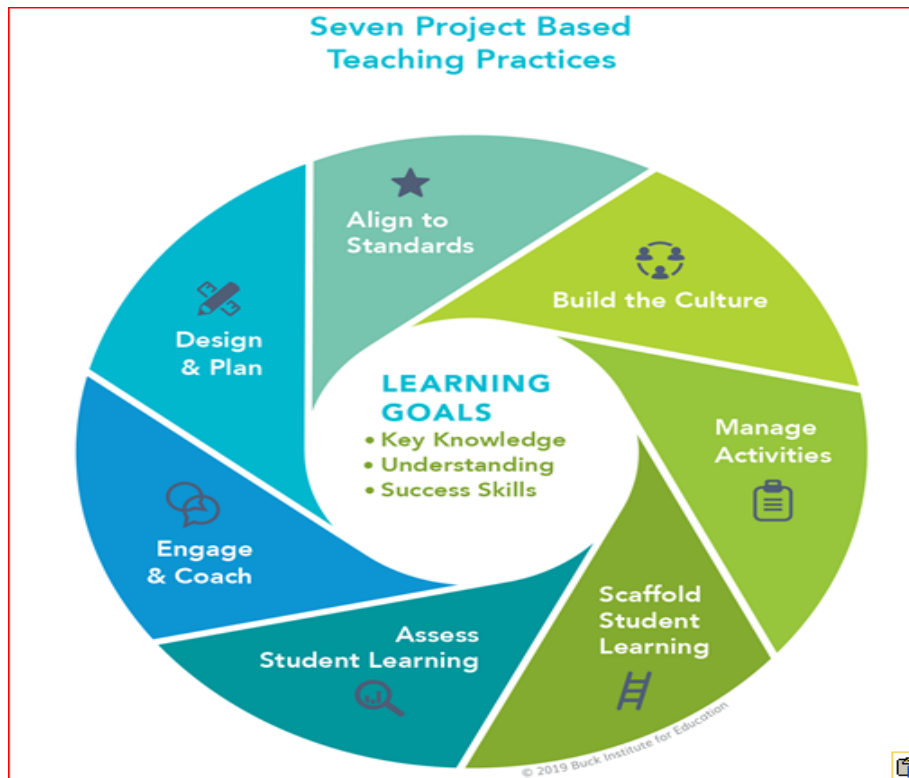 Seven Project Based
Teaching Practices
Align to
Standards
Build the Culture
Manage
Activities
Scaffold
Student
Learning
Assess
Student Learning
Engage
& Coach
Design
& Plan
LEARNING
GOALS
• Key Knowledge
• Understanding
• Success Skills
© 2019 Buck Institute for Education